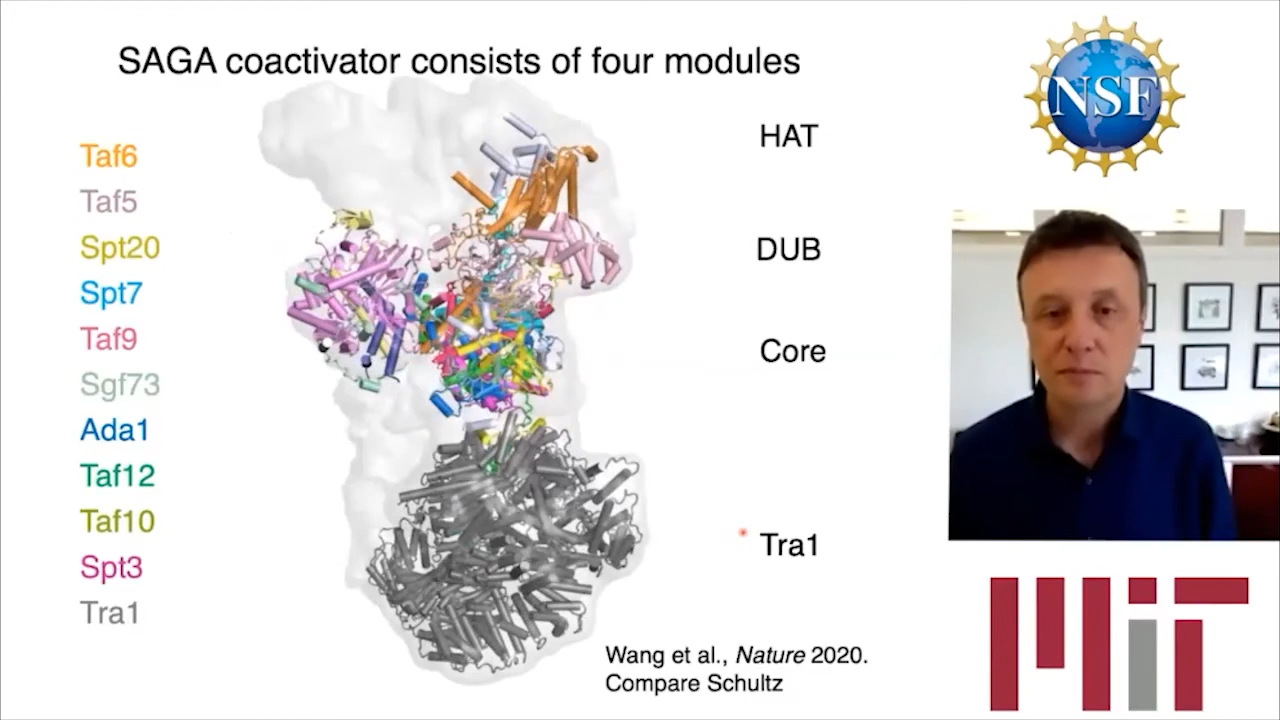 SAGA coactivator consists of four modules
Taf6
Taf5
Spt20
Spt7
Taf9
Sgf73
Ada1
Taf12
Taf10
Spt3
Tra1
HAT
DUB
Core
Tra1
Wang et al., Nature 2020.
Compare Schultz
NSF
MIT